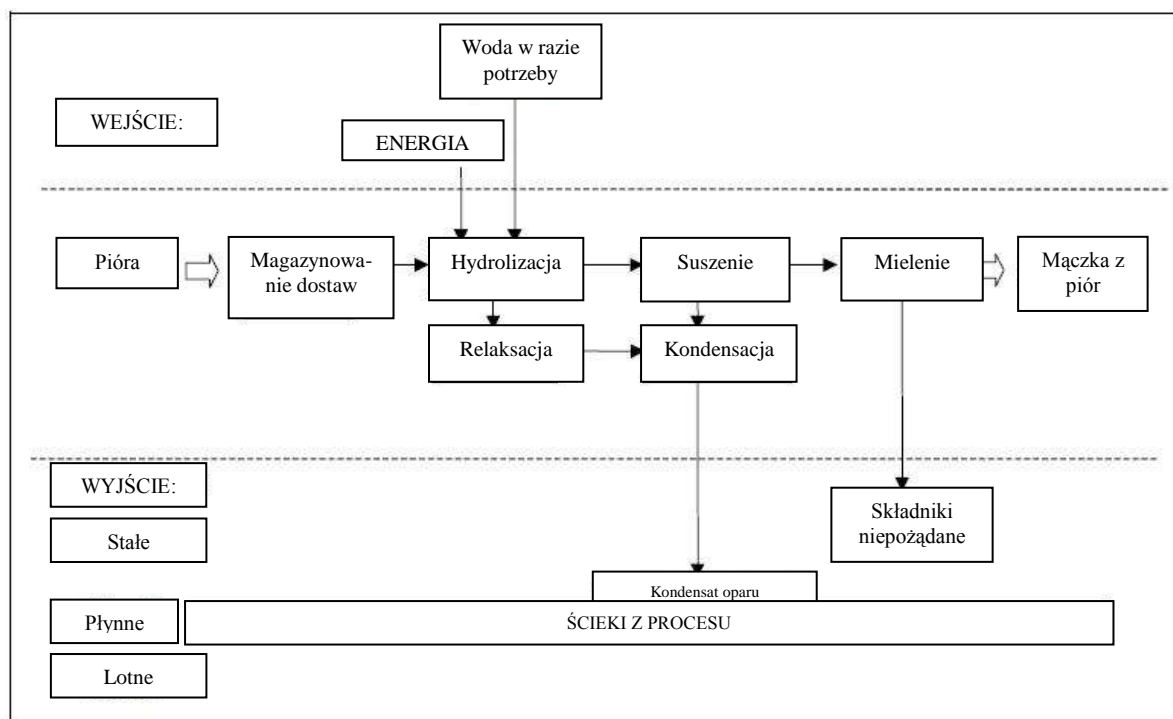 Woda w razie
potrzeby
WEJŚCIE:
ENERGIA
Pióra
Magazynowa-
nie dostaw
Hydrolizacja
Suszenie
Mielenie
Mączka z
piór
Relaksacja
Kondensacja
WYJŚCIE:
Stałe
Składniki
niepożądane
Kondensat oparu
Płynne
ŚCIEKI Z PROCESU
Lotne